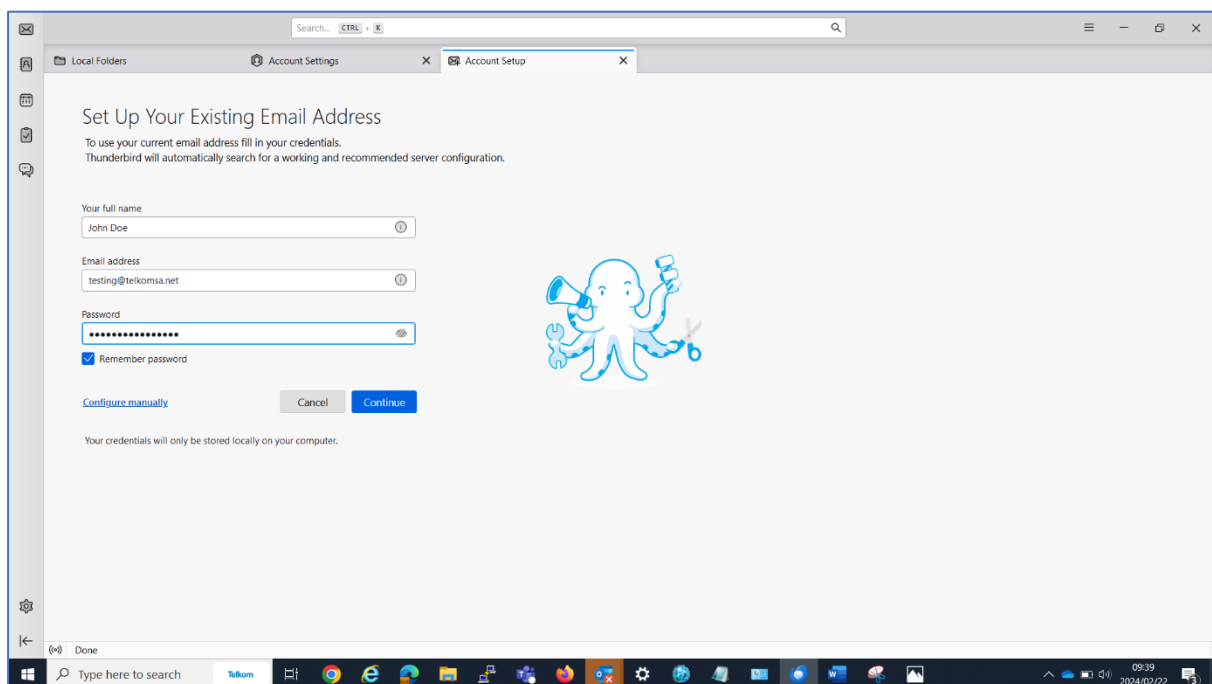 Search... CTRL + K
Local Folders
Account Settings
Account Setup
Set Up Your Existing Email Address
To use your current email address fill in your credentials.
Thunderbird will automatically search for a working and recommended server configuration.
Your full name
John Doe
Email address
testing@telkomsa.net
Password
••••••••••••••••
Remember password
Configure manually
Cancel
Continue
Your credentials will only be stored locally on your computer.
Done
Type here to search
Telkom
09:39
2024/02/22
3